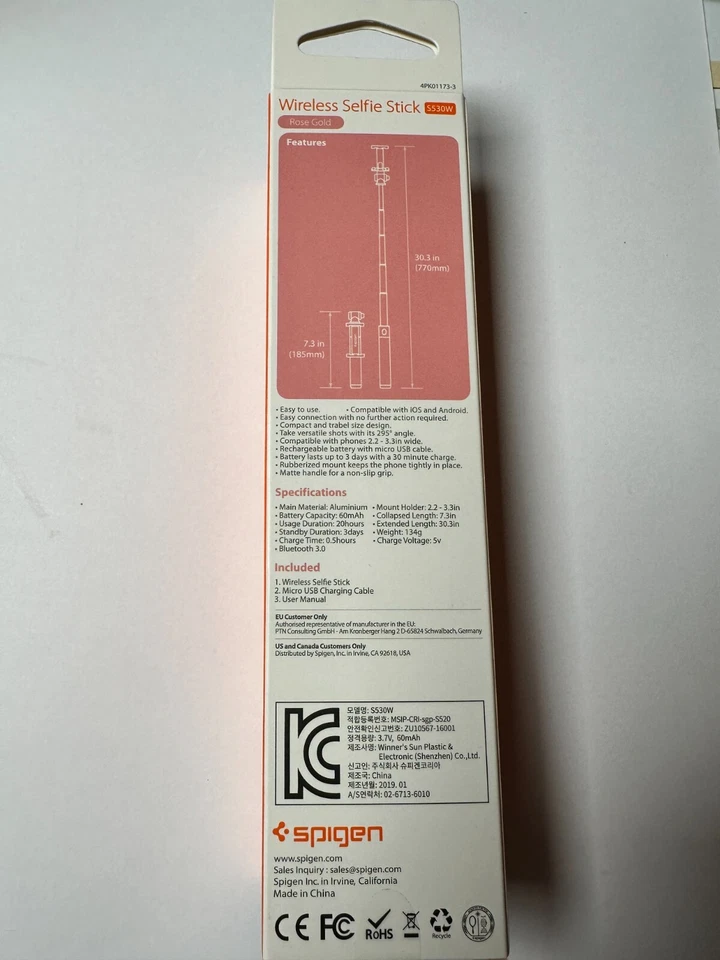 4PK01173-3
Wireless Selfie Stick S530W
Rose Gold
Features
30.3 in
(770mm)
7.3 in
(185mm)
• Easy to use. • Compatible with iOS and Android.
• Easy connection with no further action required.
• Compact and trabel size design.
• Take versatile shots with its 295° angle.
• Compatible with phones 2.2 - 3.3in wide.
• Rechargeable battery with micro USB cable.
• Battery lasts up to 3 days with a 30 minute charge.
• Rubberized mount keeps the phone tightly in place.
• Matte handle for a non-slip grip.
Specifications
• Main Material: Aluminium • Mount Holder: 2.2 - 3.3in
• Battery Capacity: 60mAh • Collapsed Length: 7.3in
• Usage Duration: 20hours • Extended Length: 30.3in
• Standby Duration: 3days • Weight: 134g
• Charge Time: 0.5hours • Charge Voltage: 5v
• Bluetooth 3.0
Included
1. Wireless Selfie Stick
2. Micro USB Charging Cable
3. User Manual
EU Customer Only
Authorised representative of manufacturer in the EU:
PTN Consulting GmbH - Am Kronberger Hang 2 D-65824 Schwalbach, Germany
US and Canada Customers Only
Distributed by Spigen, Inc. in Irvine, CA 92618, USA
모델명: S530W
적합등록번호: MSIP-CRI-sgp-S520
안전확인신고번호: ZU10567-16001
정격용량: 3.7V, 60mAh
제조사명: Winner's Sun Plastic &
Electronic (Shenzhen) Co.,Ltd.
신고인: 주식회사 슈피겐코리아
제조국: China
제조년월: 2019. 01
A/S연락처: 02-6713-6010
spigen
www.spigen.com
Sales Inquiry : sales@spigen.com
Spigen Inc. in Irvine, California
Made in China
CE FC RoHS
Recycle